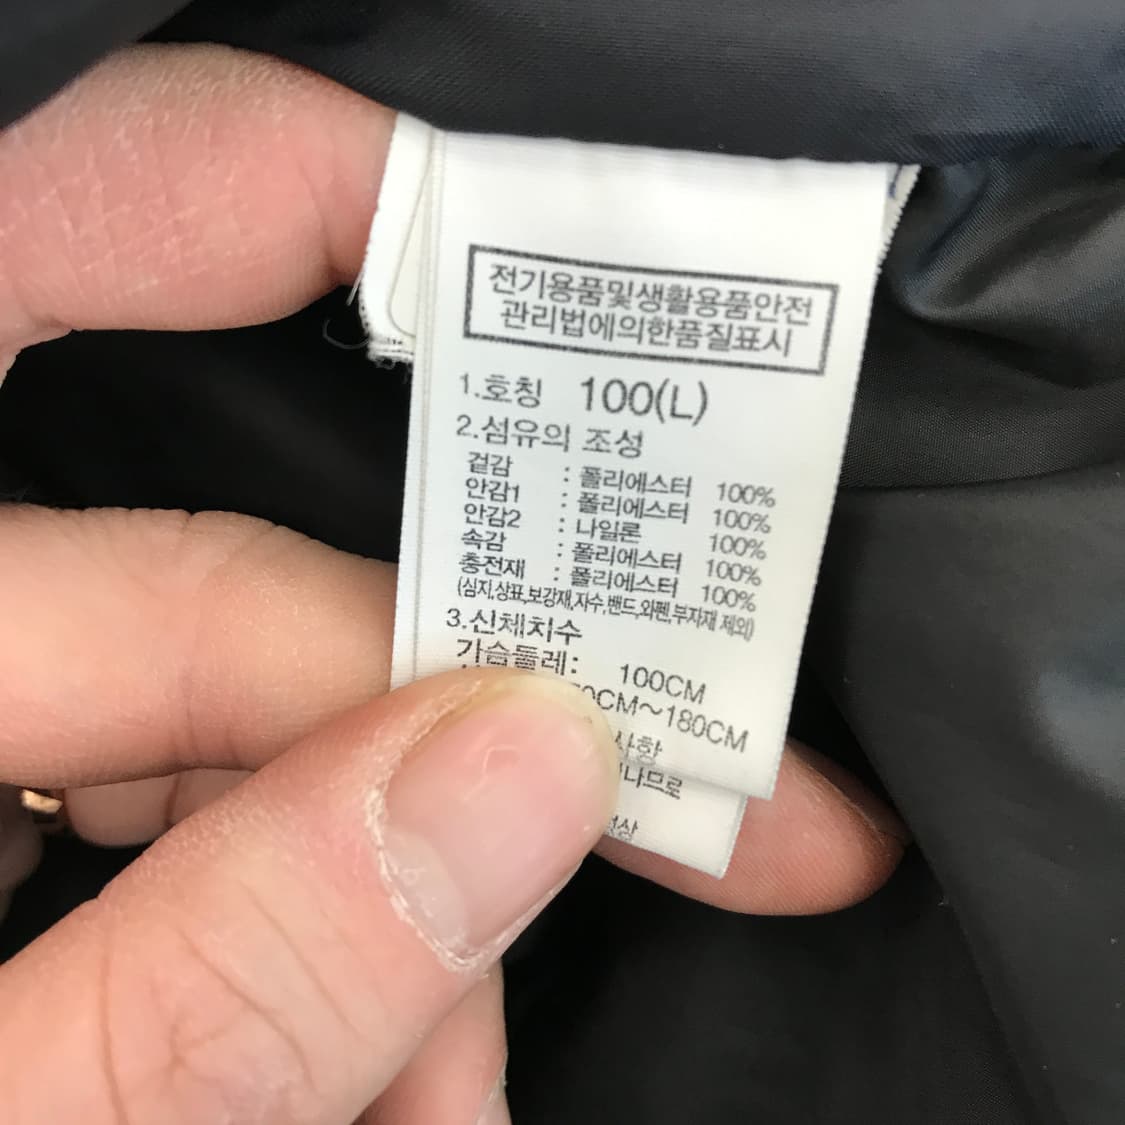 전기용품및생활용품안전
관리법에의한품질표시
1.호칭 100(L)
2.섬유의 조성
겉감 : 폴리에스터 100%
안감1 : 폴리에스터 100%
안감2 : 나일론 100%
속감 : 폴리에스터 100%
충전재 : 폴리에스터 100%
(심지,상표,보강재,자수,밴드,와펜,부자재 제외)
3.신체치수
가슴둘레: 100CM
0CM~180CM
사항